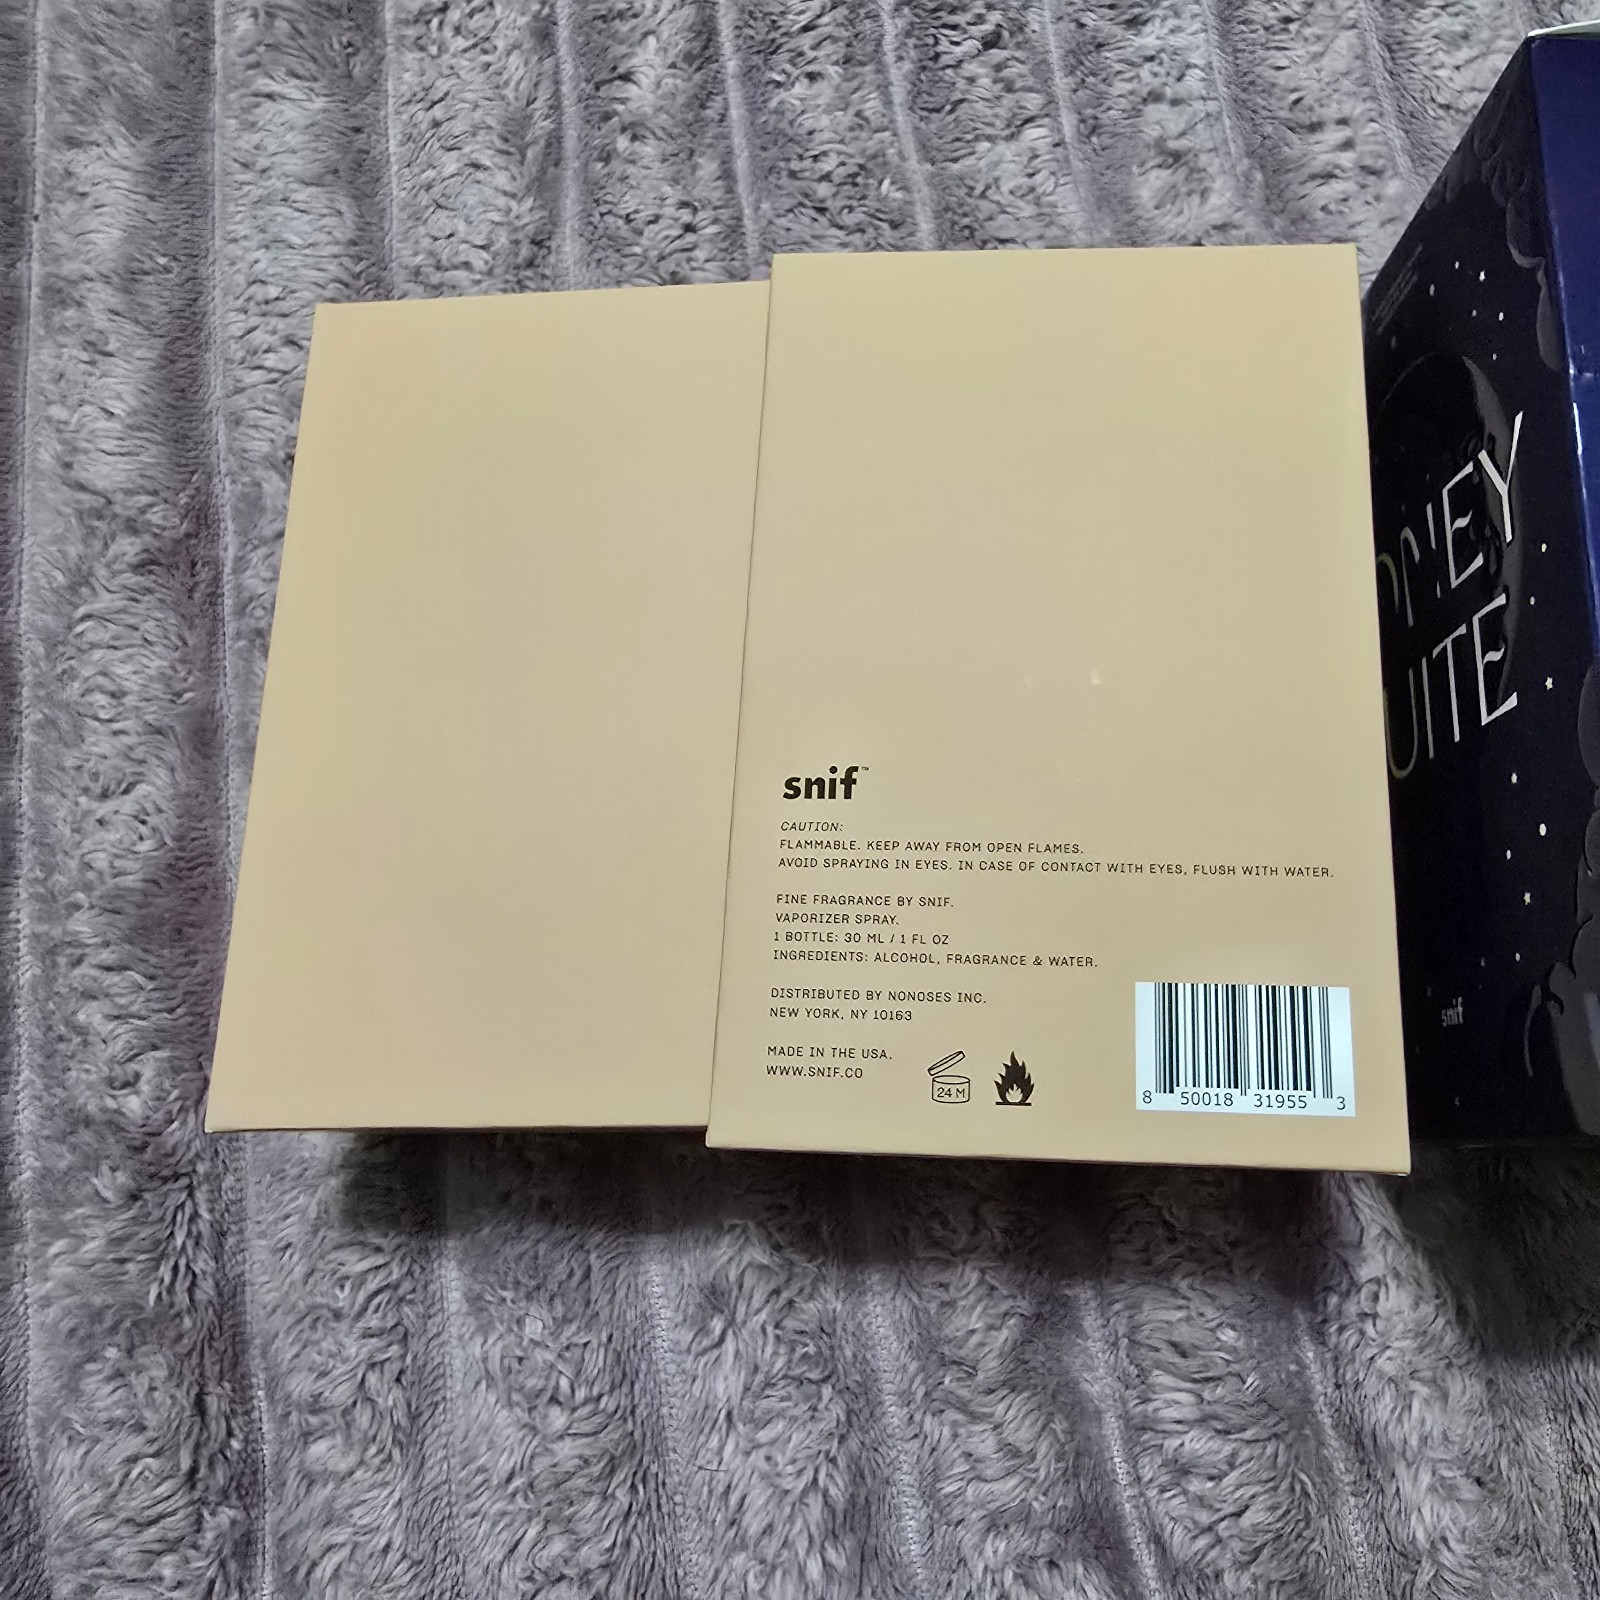 snif™
CAUTION:
FLAMMABLE. KEEP AWAY FROM OPEN FLAMES.
AVOID SPRAYING IN EYES. IN CASE OF CONTACT WITH EYES, FLUSH WITH WATER.
FINE FRAGRANCE BY SNIF.
VAPORIZER SPRAY.
1 BOTTLE: 30 ML / 1 FL OZ
INGREDIENTS: ALCOHOL, FRAGRANCE & WATER.
DISTRIBUTED BY NONOSES INC.
NEW YORK, NY 10163
MADE IN THE USA.
WWW.SNIF.CO
24 M
8 50018 31955 3
ONEY
UITE
snif